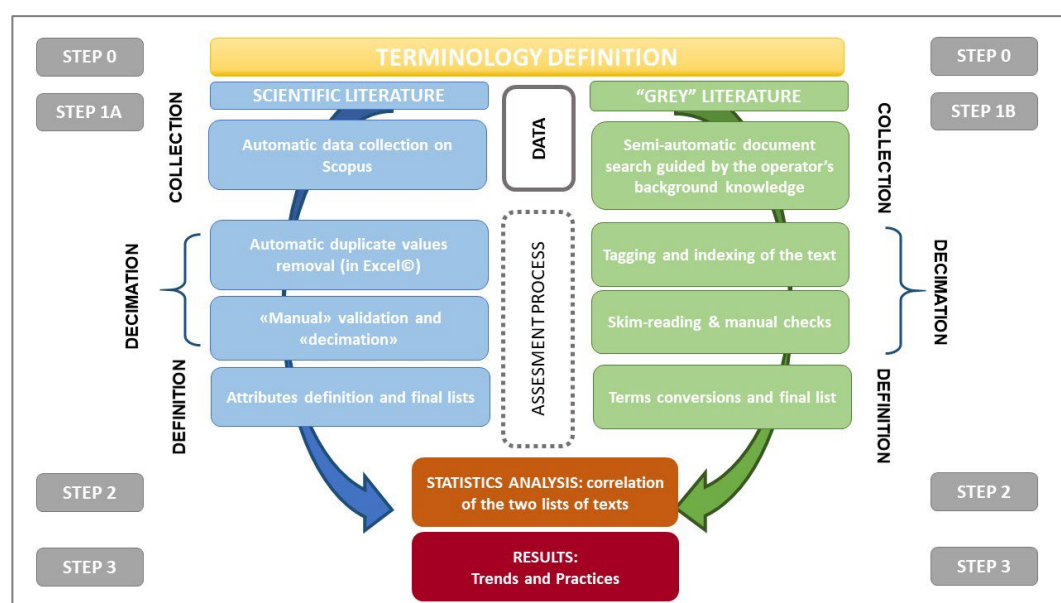 STEP 0
TERMINOLOGY DEFINITION
STEP 0
STEP 1A
SCIENTIFIC LITERATURE
“GREY” LITERATURE
STEP 1B
COLLECTION
Automatic data collection on
Scopus
DATA
Semi-automatic document
search guided by the operator’s
background knowledge
COLLECTION
DECIMATION
Automatic duplicate values
removal (in Excel©)
«Manual» validation and
«decimation»
ASSESMENT PROCESS
Tagging and indexing of the text
Skim-reading & manual checks
DECIMATION
DEFINITION
Attributes definition and final lists
Terms conversions and final list
DEFINITION
STEP 2
STATISTICS ANALYSIS: correlation
of the two lists of texts
STEP 2
STEP 3
RESULTS:
Trends and Practices
STEP 3